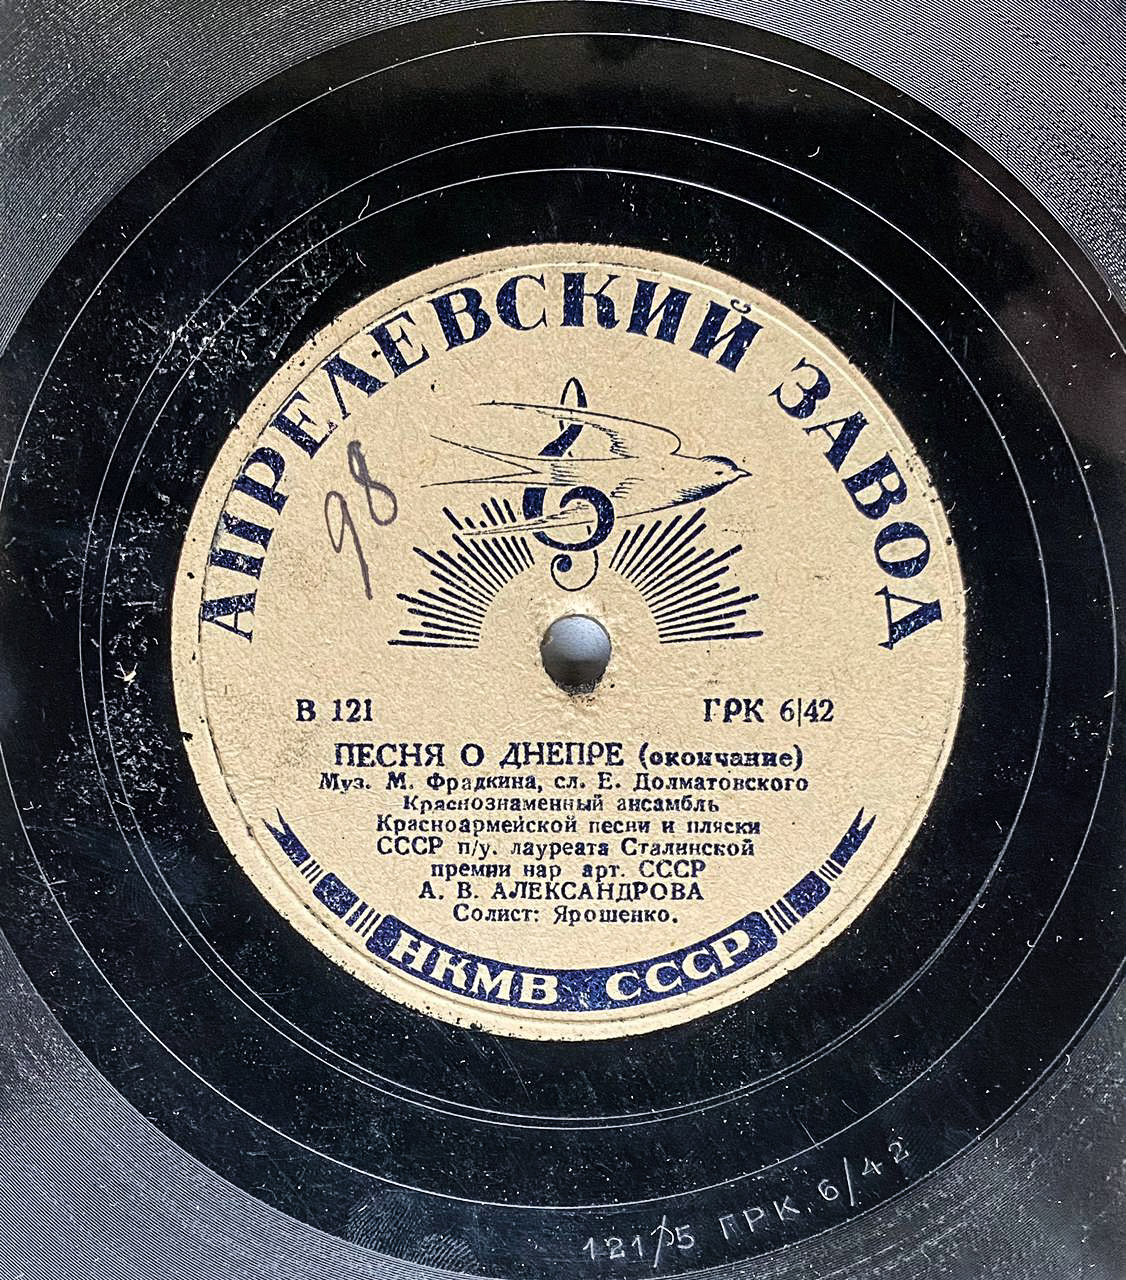 АПРЕЛЕВСКИЙ ЗАВОД
98
В 121 ГРК 6|42
ПЕСНЯ О ДНЕПРЕ (окончание)
Муз. М. Фрадкина, сл. Е. Долматовского
Краснознаменный ансамбль
Красноармейской песни и пляски
СССР п/у. лауреата Сталинской
премии нар арт. СССР
А. В. АЛЕКСАНДРОВА
Солист: Ярошенко.
НКМВ СССР
121/5 ГРК. 6/42